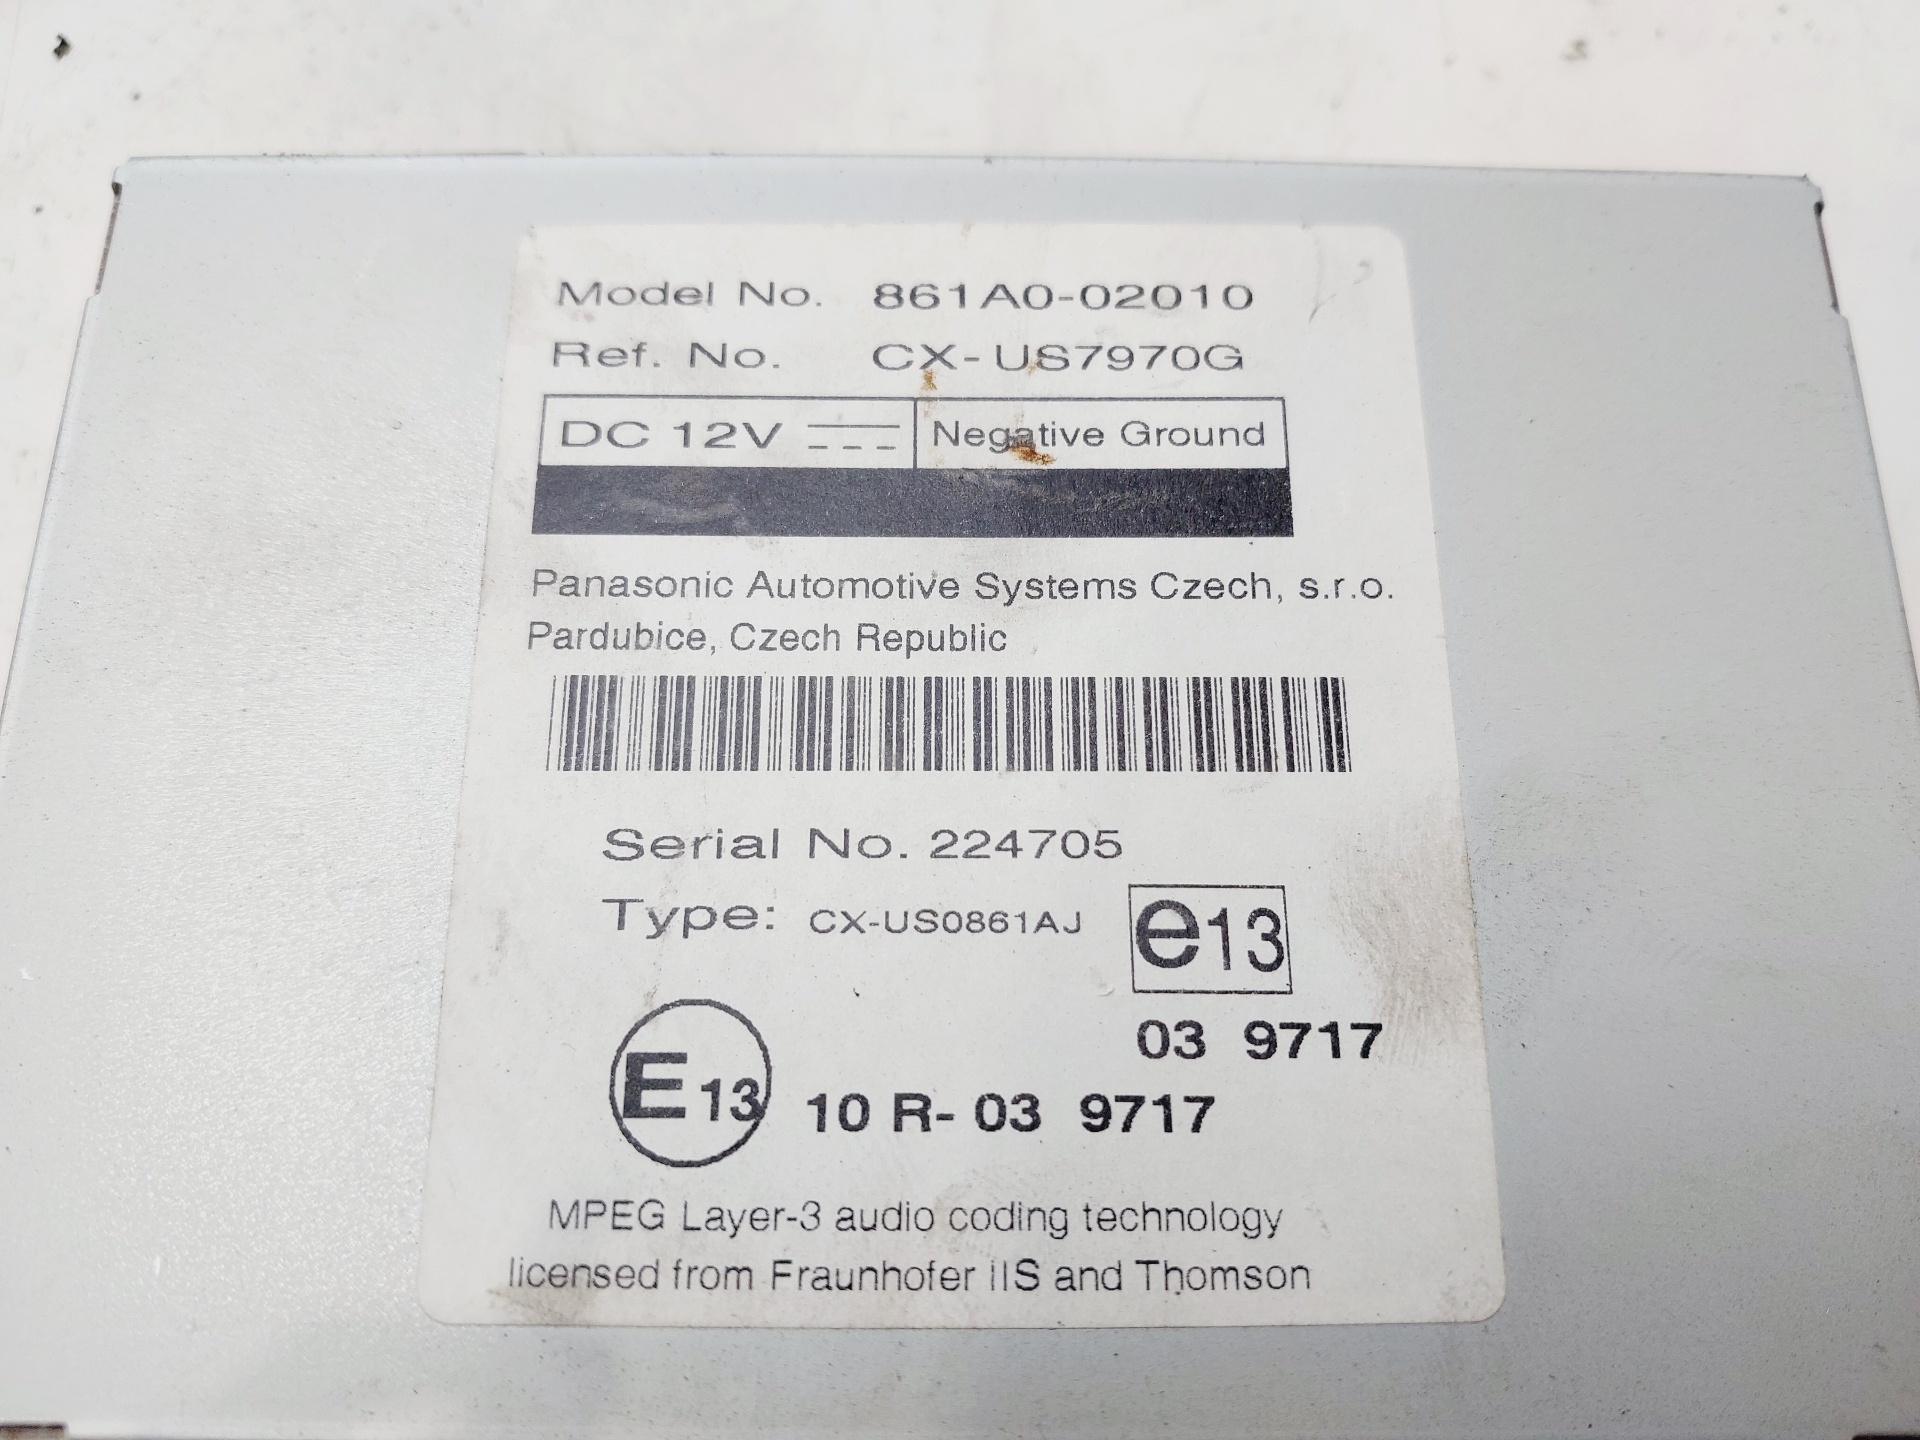 Model No. 861A0-02010
Ref. No. CX-US7970G
DC 12V Negative Ground
Panasonic Automotive Systems Czech, s.r.o.
Pardubice, Czech Republic
Serial No. 224705
Type: CX-US0861AJ e13
03 9717
E13 10 R- 03 9717
MPEG Layer-3 audio coding technology
licensed from Fraunhofer IIS and Thomson